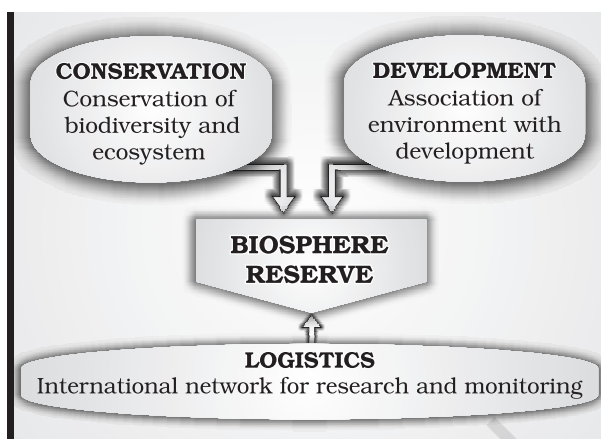 CONSERVATION
Conservation of
biodiversity and
ecosystem
DEVELOPMENT
Association of
environment with
development
BIOSPHERE
RESERVE
LOGISTICS
International network for research and monitoring